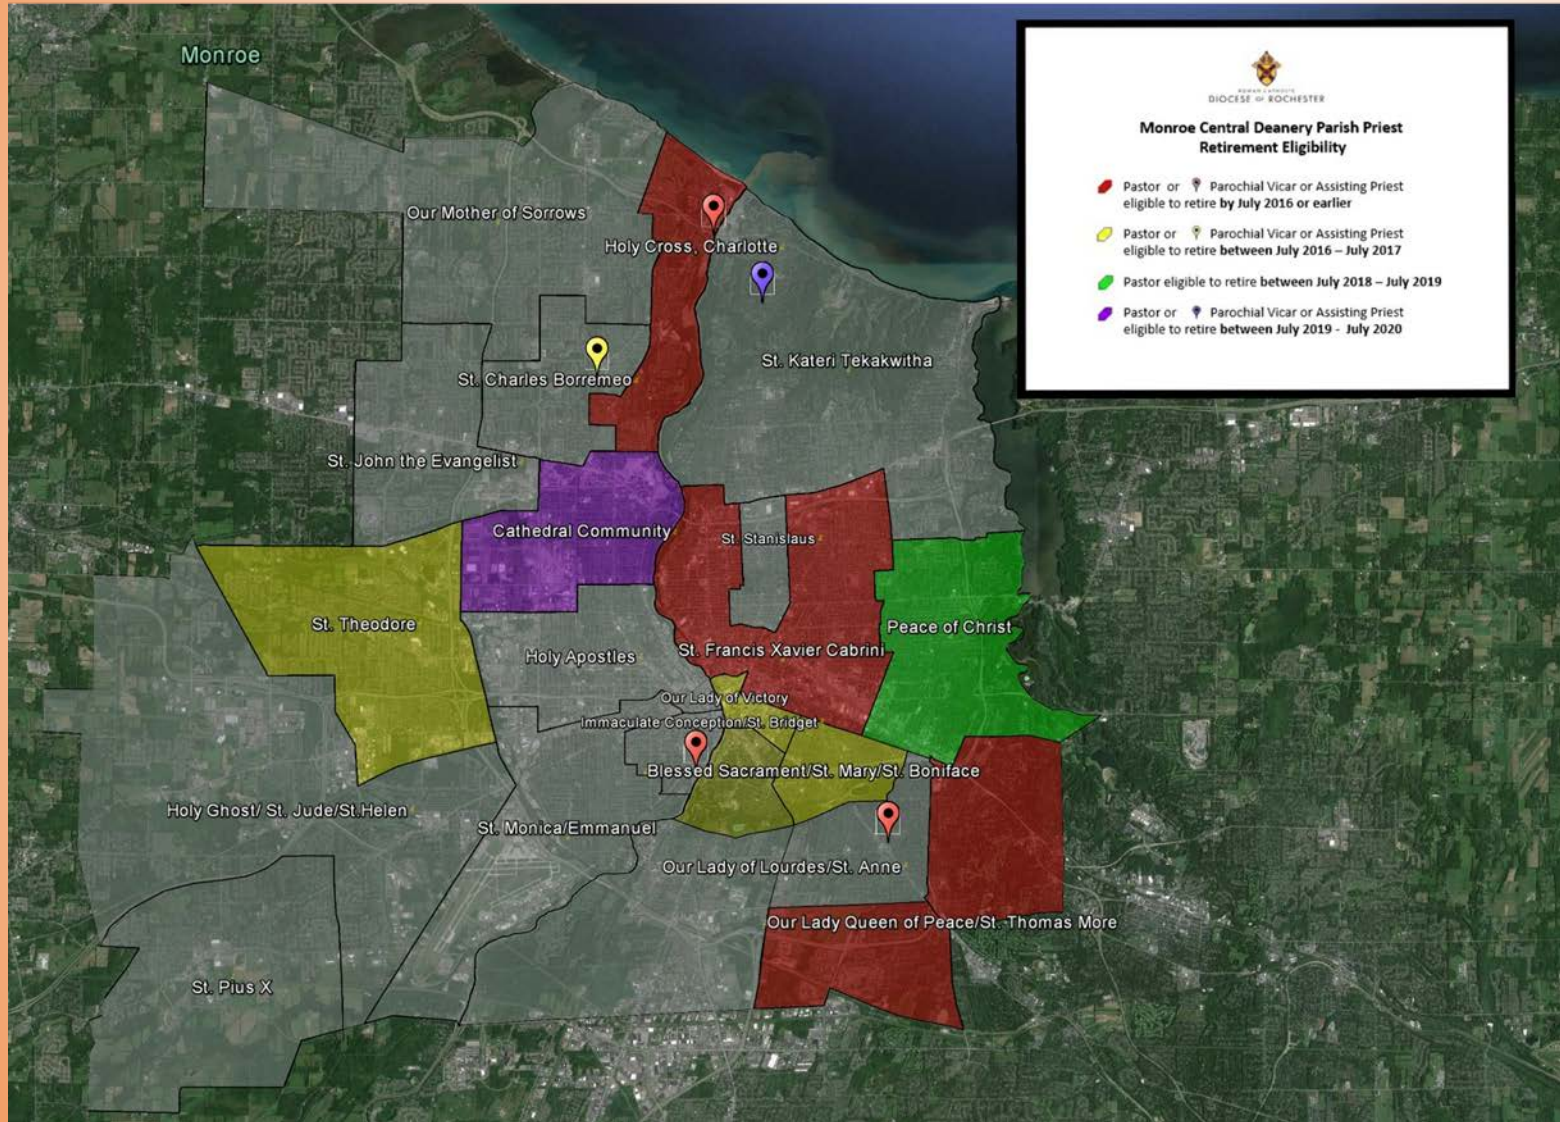 Monroe
ROMAN CATHOLIC
DIOCESE OF ROCHESTER
Monroe Central Deanery Parish Priest
Retirement Eligibility
Pastor or Parochial Vicar or Assisting Priest
eligible to retire by July 2016 or earlier
Pastor or Parochial Vicar or Assisting Priest
eligible to retire between July 2016 – July 2017
Pastor eligible to retire between July 2018 – July 2019
Pastor or Parochial Vicar or Assisting Priest
eligible to retire between July 2019 - July 2020
Our Mother of Sorrows
Holy Cross, Charlotte
St. Kateri Tekakwitha
St. Charles Borremeo
St. John the Evangelist
Cathedral Community
St. Stanislaus
St. Theodore
Peace of Christ
Holy Apostles
St. Francis Xavier Cabrini
Our Lady of Victory
Immaculate Conception/St. Bridget
Blessed Sacrament/St. Mary/St. Boniface
Holy Ghost/ St. Jude/St.Helen
St. Monica/Emmanuel
Our Lady of Lourdes/St. Anne
Our Lady Queen of Peace/St. Thomas More
St. Pius X